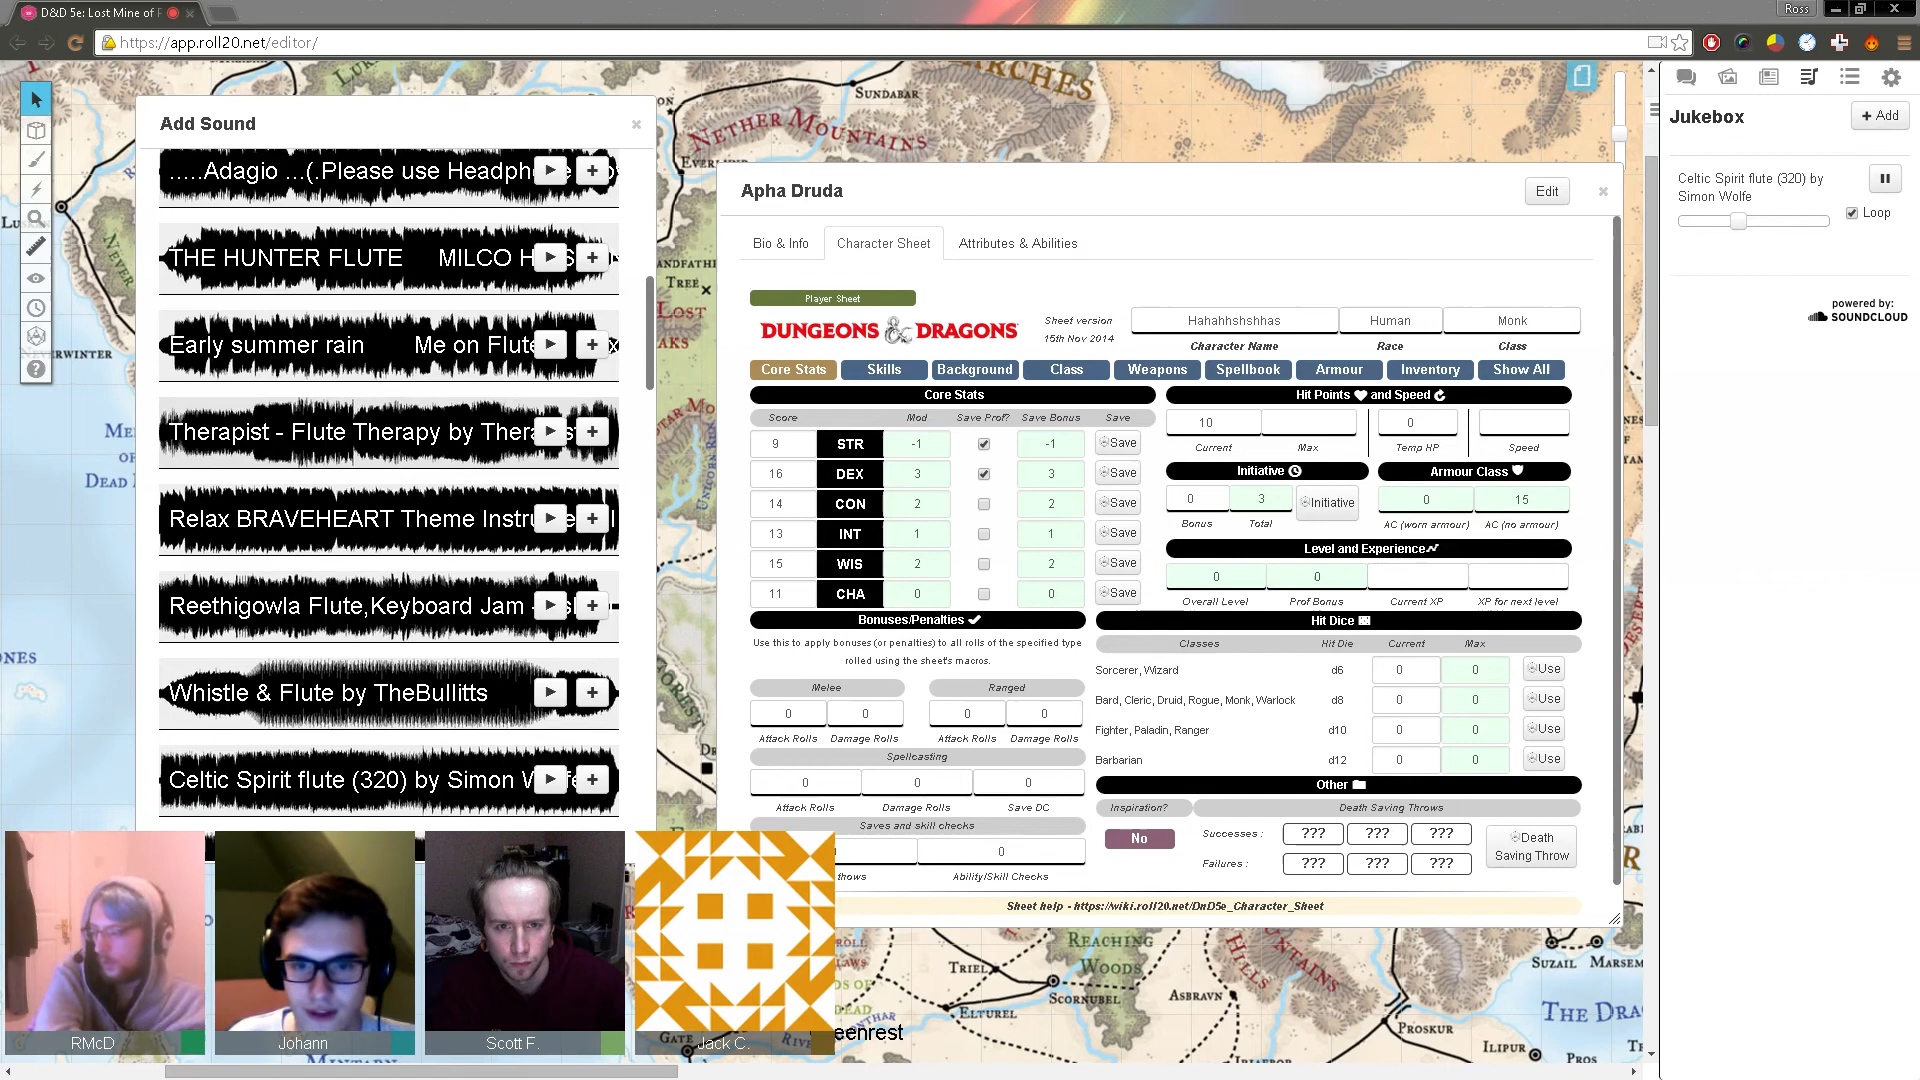 D&D 5e: Lost Mine of P
Ross
https://app.roll20.net/editor/
Add Sound
.....Adagio ...(.Please use Headph
THE HUNTER FLUTE MILCO H
Early summer rain Me on Flute
Therapist - Flute Therapy by Thera
Relax BRAVEHEART Theme Instru
Reethigowla Flute,Keyboard Jam
Whistle & Flute by TheBullitts
Celtic Spirit flute (320) by Simon W
Apha Druda
Edit
Bio & Info
Character Sheet
Attributes & Abilities
Player Sheet
DUNGEONS & DRAGONS
Sheet version
15th Nov 2014
Hahahhshshhas Human Monk
Character Name Race Class
Core Stats Skills Background Class Weapons Spellbook Armour Inventory Show All
Core Stats
Score Mod Save Prof? Save Bonus Save
9 STR -1 -1 Save
16 DEX 3 3 Save
14 CON 2 2 Save
13 INT 1 1 Save
15 WIS 2 2 Save
11 CHA 0 0 Save
Hit Points and Speed
10 0
Current Max Temp HP Speed
Initiative
0 3 Initiative
Bonus Total
Armour Class
0 15
AC (worn armour) AC (no armour)
Level and Experience
0 0
Overall Level Prof Bonus Current XP XP for next level
Bonuses/Penalties
Use this to apply bonuses (or penalties) to all rolls of the specified type
rolled using the sheet's macros.
Melee Ranged
0 0 0 0
Attack Rolls Damage Rolls Attack Rolls Damage Rolls
Spellcasting
0 0 0
Attack Rolls Damage Rolls Save DC
Saves and skill checks
0
hows Ability/Skill Checks
Hit Dice
Classes Hit Die Current Max
Sorcerer, Wizard d6 0 0 Use
Bard, Cleric, Druid, Rogue, Monk, Warlock d8 0 0 Use
Fighter, Paladin, Ranger d10 0 0 Use
Barbarian d12 0 0 Use
Other
Inspiration? Death Saving Throws
No
Successes : ??? ??? ???
Failures : ??? ??? ???
Death
Saving Throw
Sheet help - https://wiki.roll20.net/DnD5e_Character_Sheet
Jukebox
Add
Celtic Spirit flute (320) by
Simon Wolfe
Loop
powered by:
SOUNDCLOUD
SUNDABAR
NETHER MOUNTAINS
ARCHES
TREE
LOST
NEVER
EVERWINTER
DEAD
UNICORN
REACHING
WOODS
TRIEL
SCORNUBEL
ELTUREL
ASBRAVN
HILLS
PROSKUR
SUZAIL
MARSEM
THE DRA
ILIPUR
PROS
GATE
eenrest
RMcD
Johann
Scott F.
Jack C.